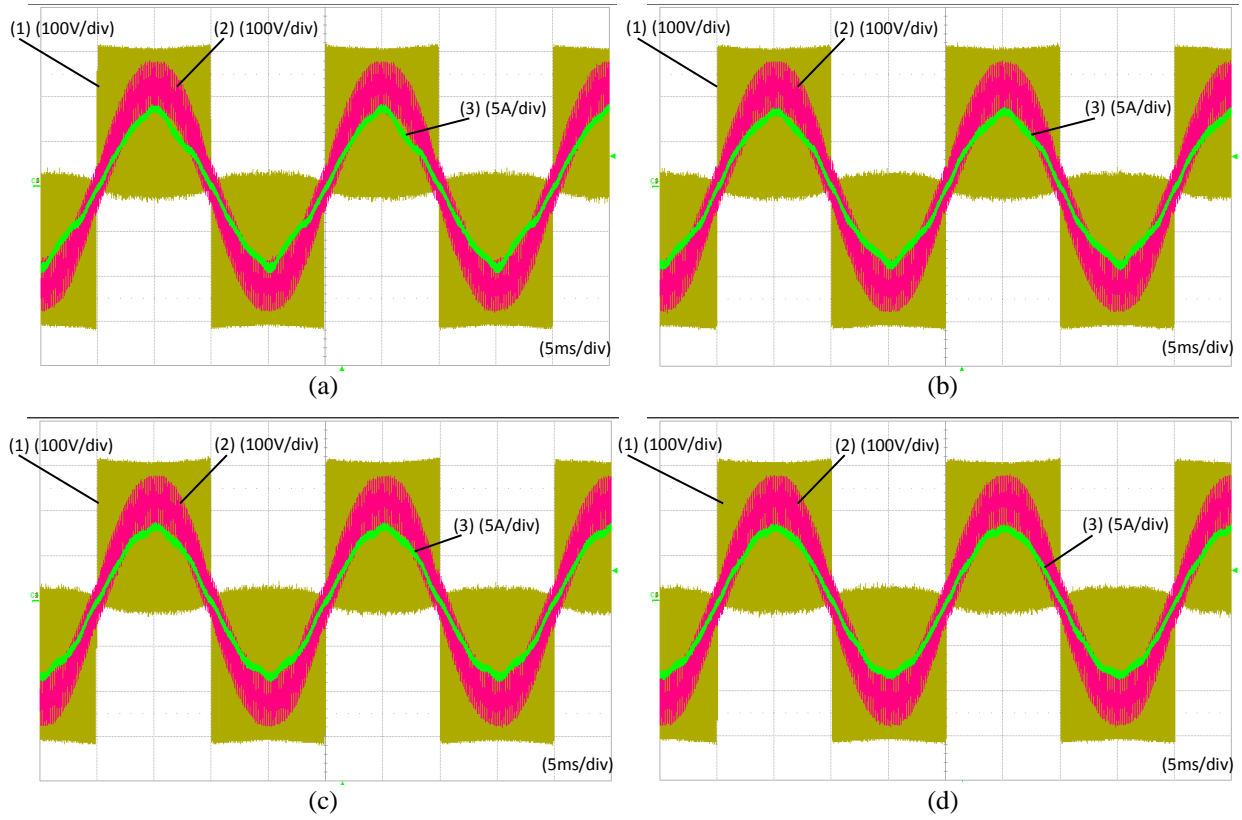 (1) (100V/div)
(2) (100V/div)
(3) (5A/div)
(5ms/div)
(a)
(1) (100V/div)
(2) (100V/div)
(3) (5A/div)
(5ms/div)
(b)
(1) (100V/div)
(2) (100V/div)
(3) (5A/div)
(5ms/div)
(c)
(1) (100V/div)
(2) (100V/div)
(3) (5A/div)
(5ms/div)
(d)